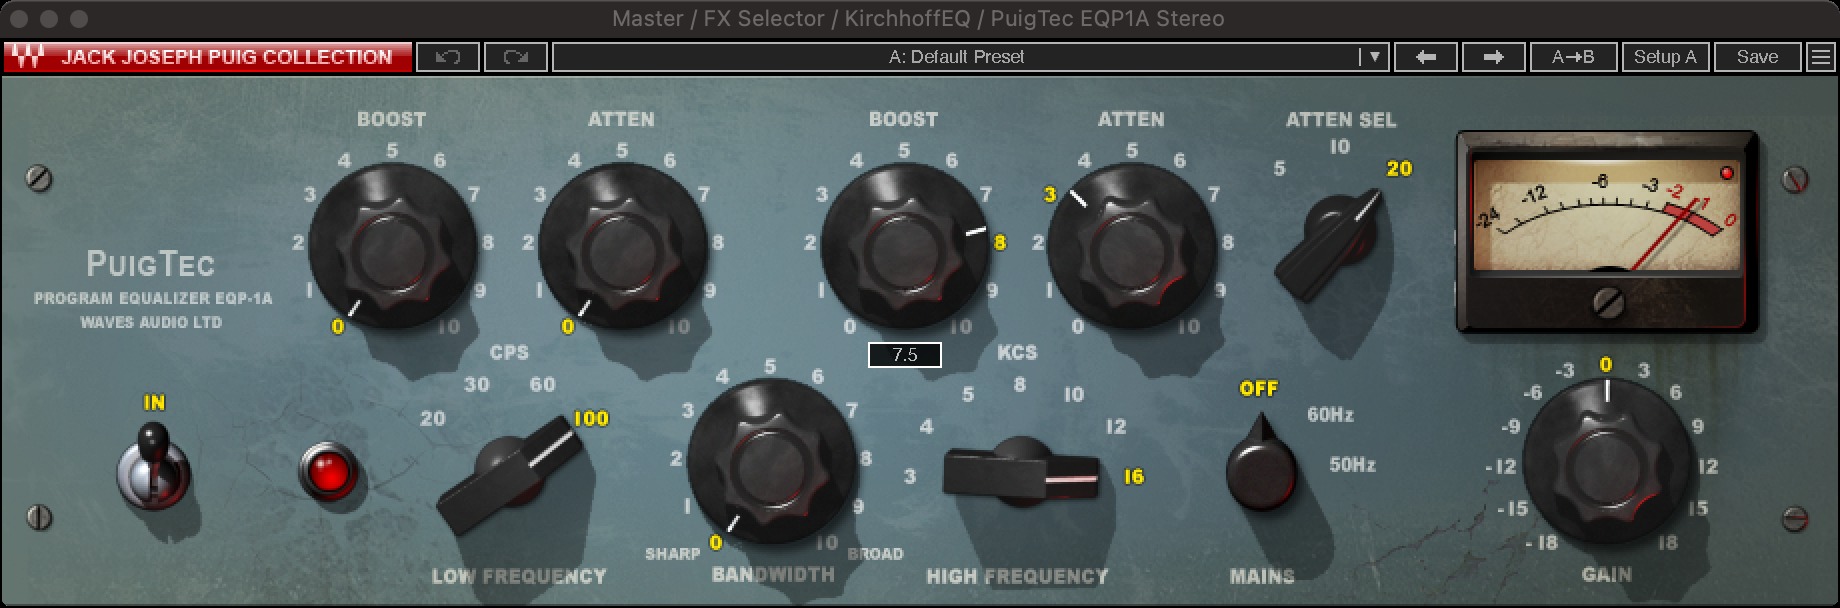 Master / FX Selector / KirchhoffEQ / PuigTec EQP1A Stereo
JACK JOSEPH PUIG COLLECTION
A: Default Preset
A→B
Setup A
Save
BOOST
0 1 2 3 4 5 6 7 8 9 10
ATTEN
0 1 2 3 4 5 6 7 8 9 10
BOOST
0 1 2 3 4 5 6 7 8 9 10
7.5
ATTEN
0 1 2 3 4 5 6 7 8 9 10
ATTEN SEL
5 10 20
-24 -12 -6 -3 -2 -1 0
PUIGTEC
PROGRAM EQUALIZER EQP-1A
WAVES AUDIO LTD
IN
CPS
20 30 60 100
LOW FREQUENCY
0 1 2 3 4 5 6 7 8 9 10
SHARP BROAD
BANDWIDTH
KCS
3 4 5 8 10 12 16
HIGH FREQUENCY
OFF
60Hz
50Hz
MAINS
-18 -15 -12 -9 -6 -3 0 3 6 9 12 15 18
GAIN